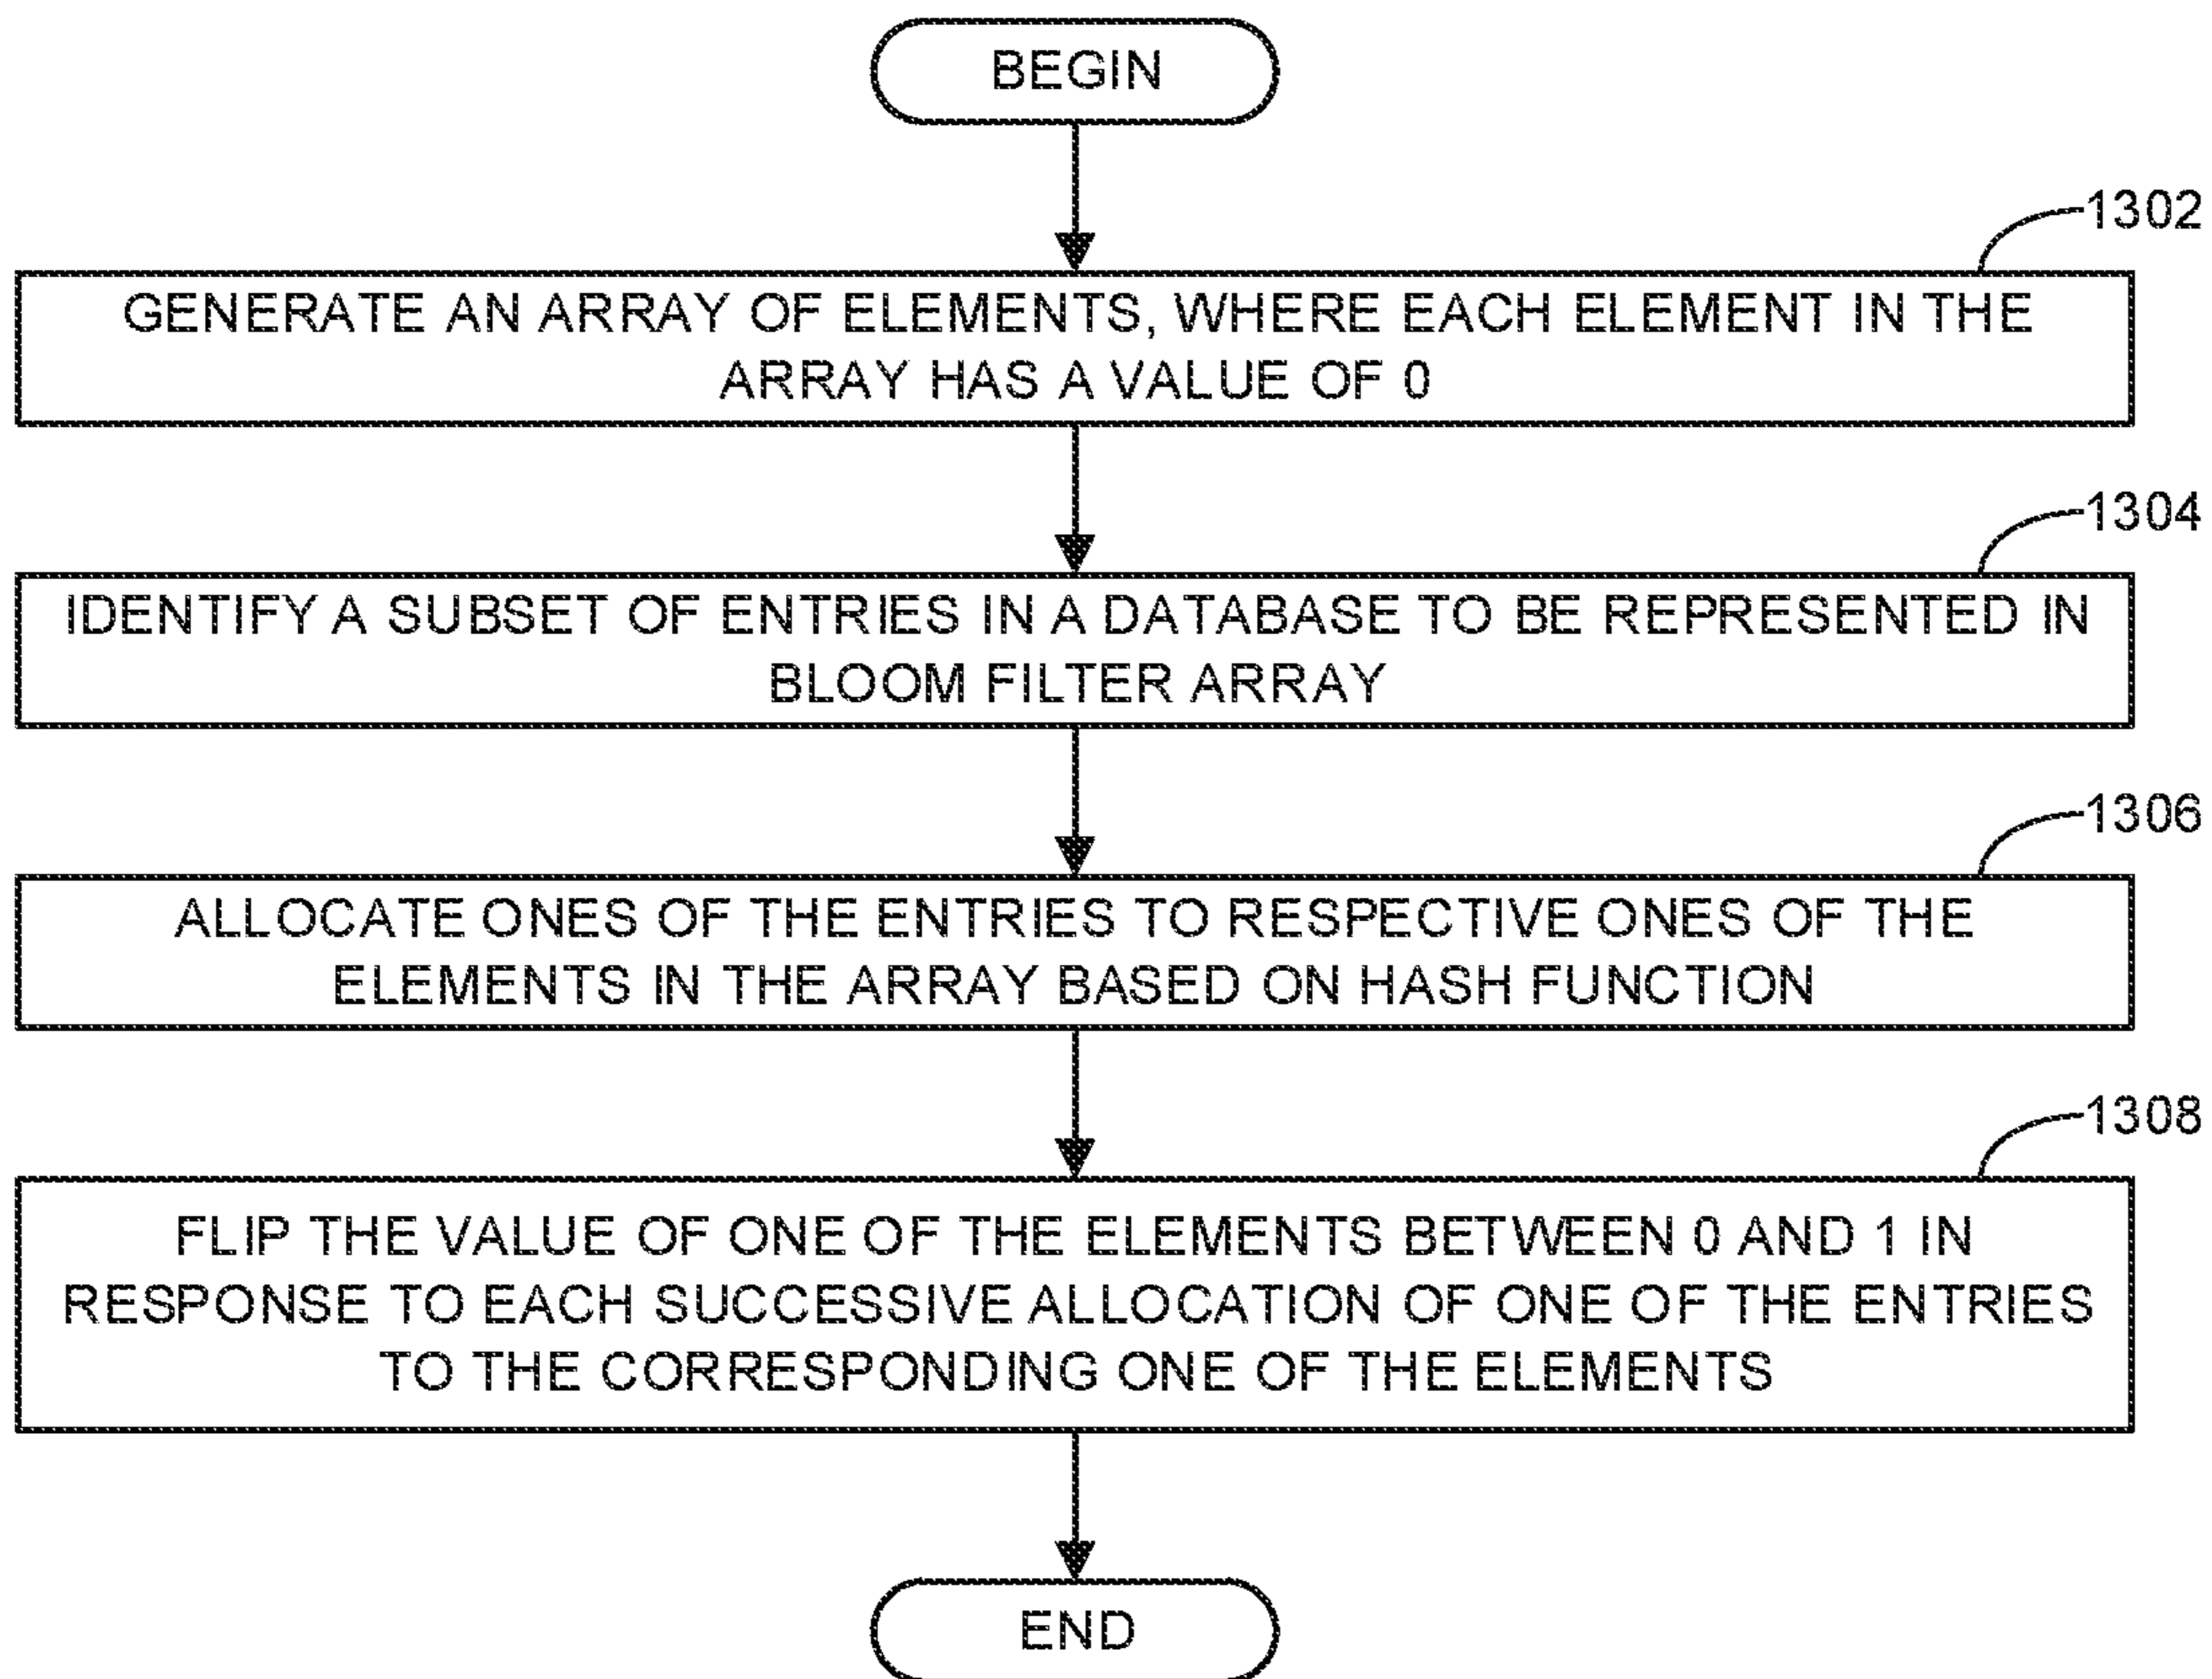 BEGIN
1302
GENERATE AN ARRAY OF ELEMENTS, WHERE EACH ELEMENT IN THE
ARRAY HAS A VALUE OF 0
1304
IDENTIFY A SUBSET OF ENTRIES IN A DATABASE TO BE REPRESENTED IN
BLOOM FILTER ARRAY
1306
ALLOCATE ONES OF THE ENTRIES TO RESPECTIVE ONES OF THE
ELEMENTS IN THE ARRAY BASED ON HASH FUNCTION
1308
FLIP THE VALUE OF ONE OF THE ELEMENTS BETWEEN 0 AND 1 IN
RESPONSE TO EACH SUCCESSIVE ALLOCATION OF ONE OF THE ENTRIES
TO THE CORRESPONDING ONE OF THE ELEMENTS
END